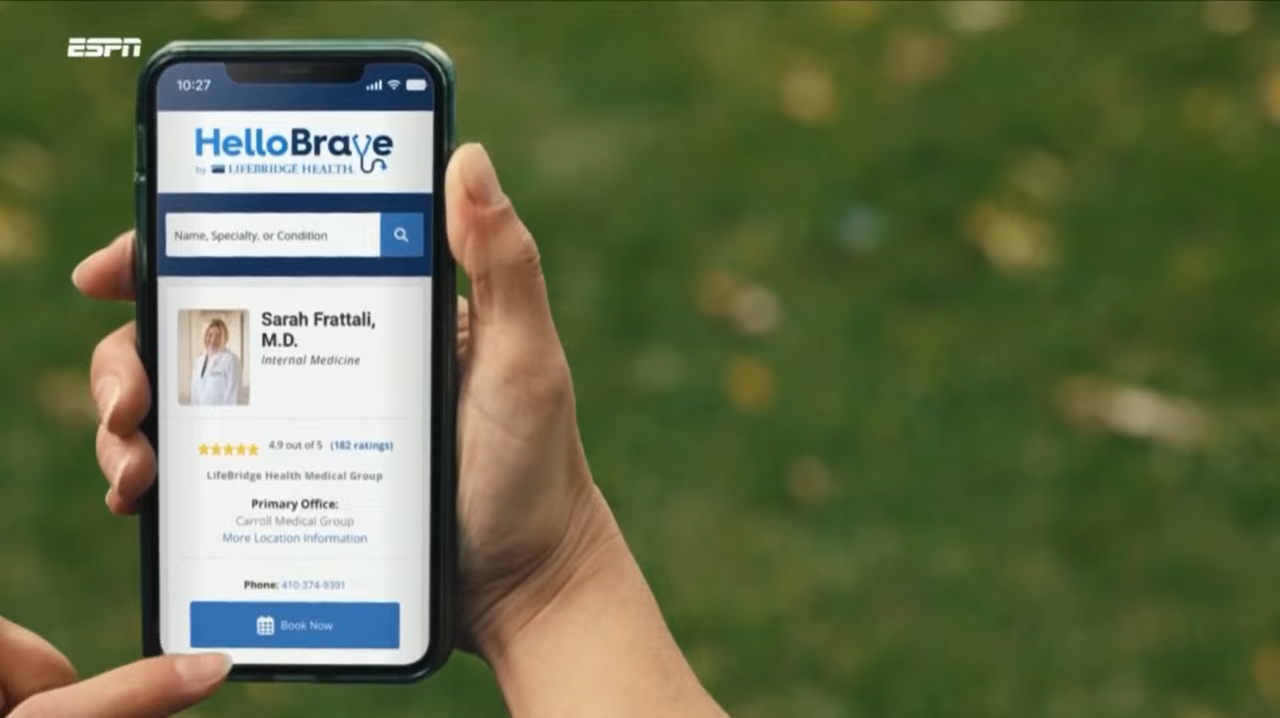 ESPN
10:27
HelloBrave
by LIFEBRIDGE HEALTH
Name, Specialty, or Condition
Sarah Frattali,
M.D.
Internal Medicine
4.9 out of 5 (182 ratings)
LifeBridge Health Medical Group
Primary Office:
Carroll Medical Group
More Location Information
Phone: 410-374-9391
Book Now